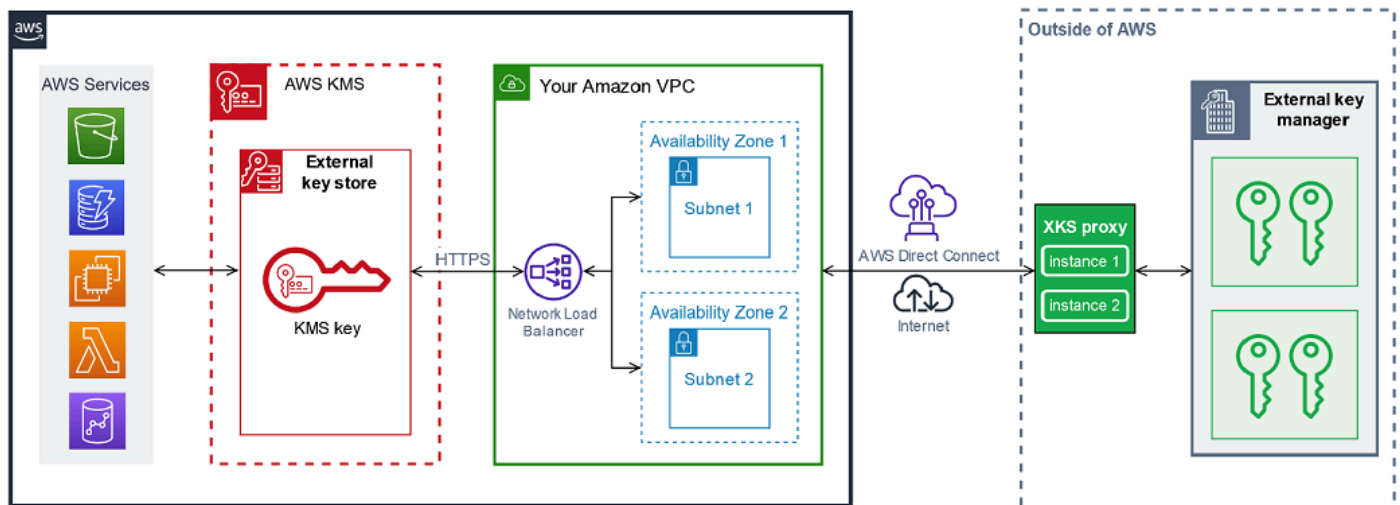 aws
AWS Services
AWS KMS
External
key store
KMS key
HTTPS
Your Amazon VPC
Network Load
Balancer
Availability Zone 1
Subnet 1
Availability Zone 2
Subnet 2
AWS Direct Connect
Internet
Outside of AWS
XKS proxy
instance 1
instance 2
External key
manager